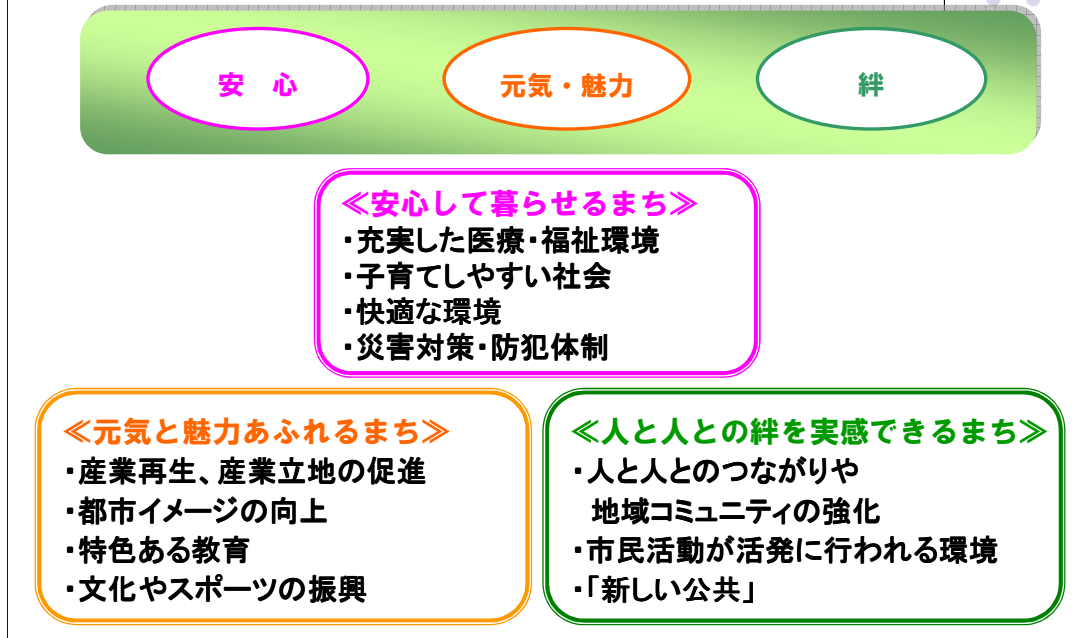 安　心
元気・魅力
絆
≪安心して暮らせるまち≫
・充実した医療・福祉環境
・子育てしやすい社会
・快適な環境
・災害対策・防犯体制
≪元気と魅力あふれるまち≫
・産業再生、産業立地の促進
・都市イメージの向上
・特色ある教育
・文化やスポーツの振興
≪人と人との絆を実感できるまち≫
・人と人とのつながりや
地域コミュニティの強化
・市民活動が活発に行われる環境
・「新しい公共」